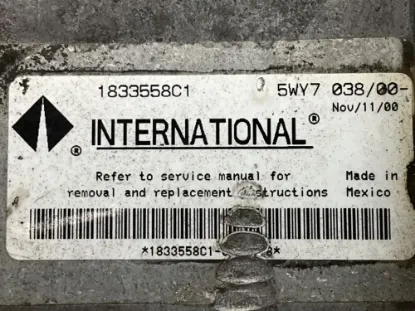 1833558C1 5WY7 038/00-
Nov/11/00
INTERNATIONAL®
®
Refer to service manual for Made in
removal and replacement Mexico
*1833558C1-